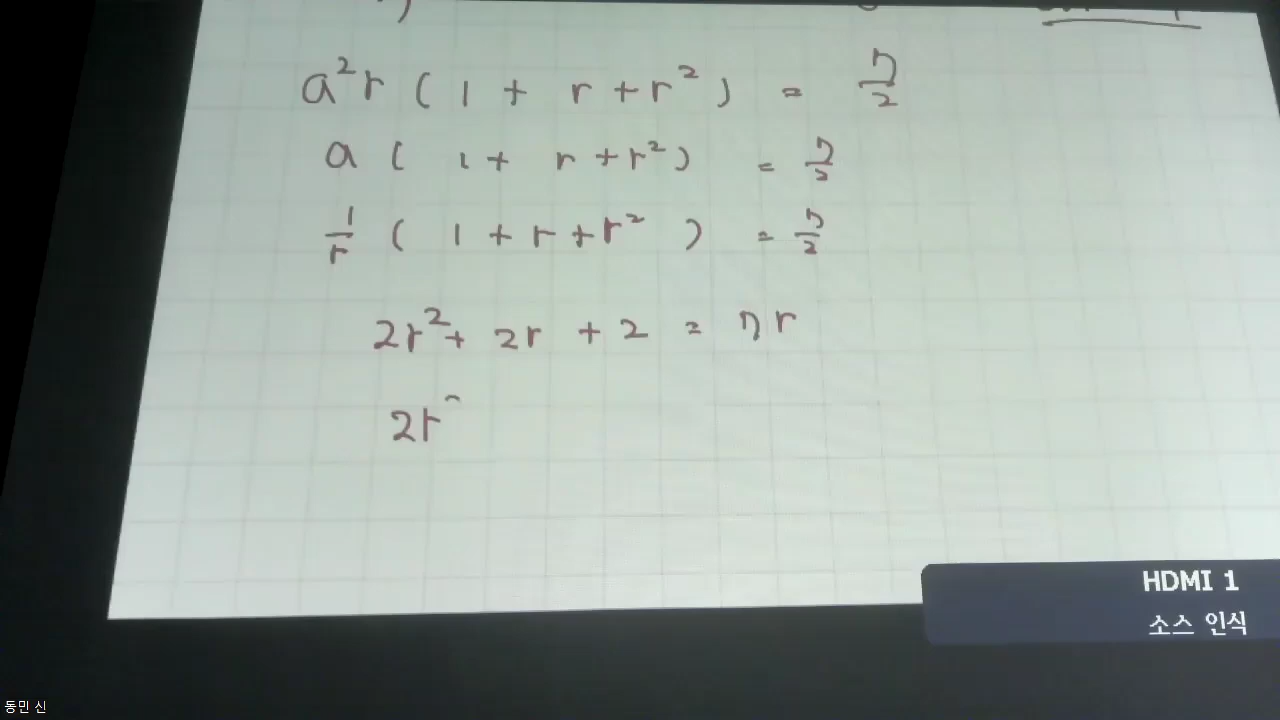 a²r ( 1 + r + r² ) = 7/2
a ( 1 + r + r² ) = 7/2
1/r ( 1 + r + r² ) = 7/2
2r² + 2r + 2 = 7r
2r
HDMI 1
소스 인식
동민 신